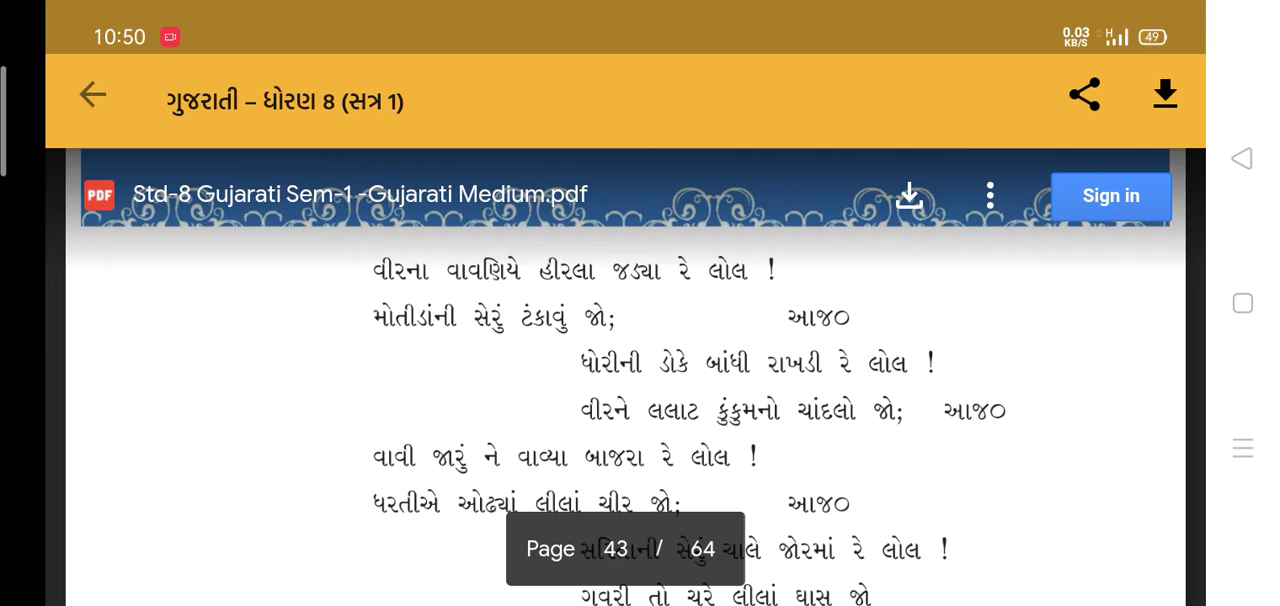 10:50 0.03 KB/S H 49
ગુજરાતી – ધોરણ 8 (સત્ર 1)
PDF Std-8 Gujarati Sem-1 -Gujarati Medium.pdf Sign in
વીરના વાવણિયે હીરલા જડ્યા રે લોલ !
મોતીડાંની સેરું ટંકાવું જો; આજ૦
ધોરીની ડોકે બાંધી રાખડી રે લોલ !
વીરને લલાટ કુંકુમનો ચાંદલો જો; આજ૦
વાવી જારું ને વાવ્યા બાજરા રે લોલ !
ધરતીએ ઓઢ્યાં લીલાં ચીર જો; આજ૦
સેરું ચાલે જોરમાં રે લોલ !
Page 43 / 64
ગવરી તો ચરે લીલાં ઘાસ જો